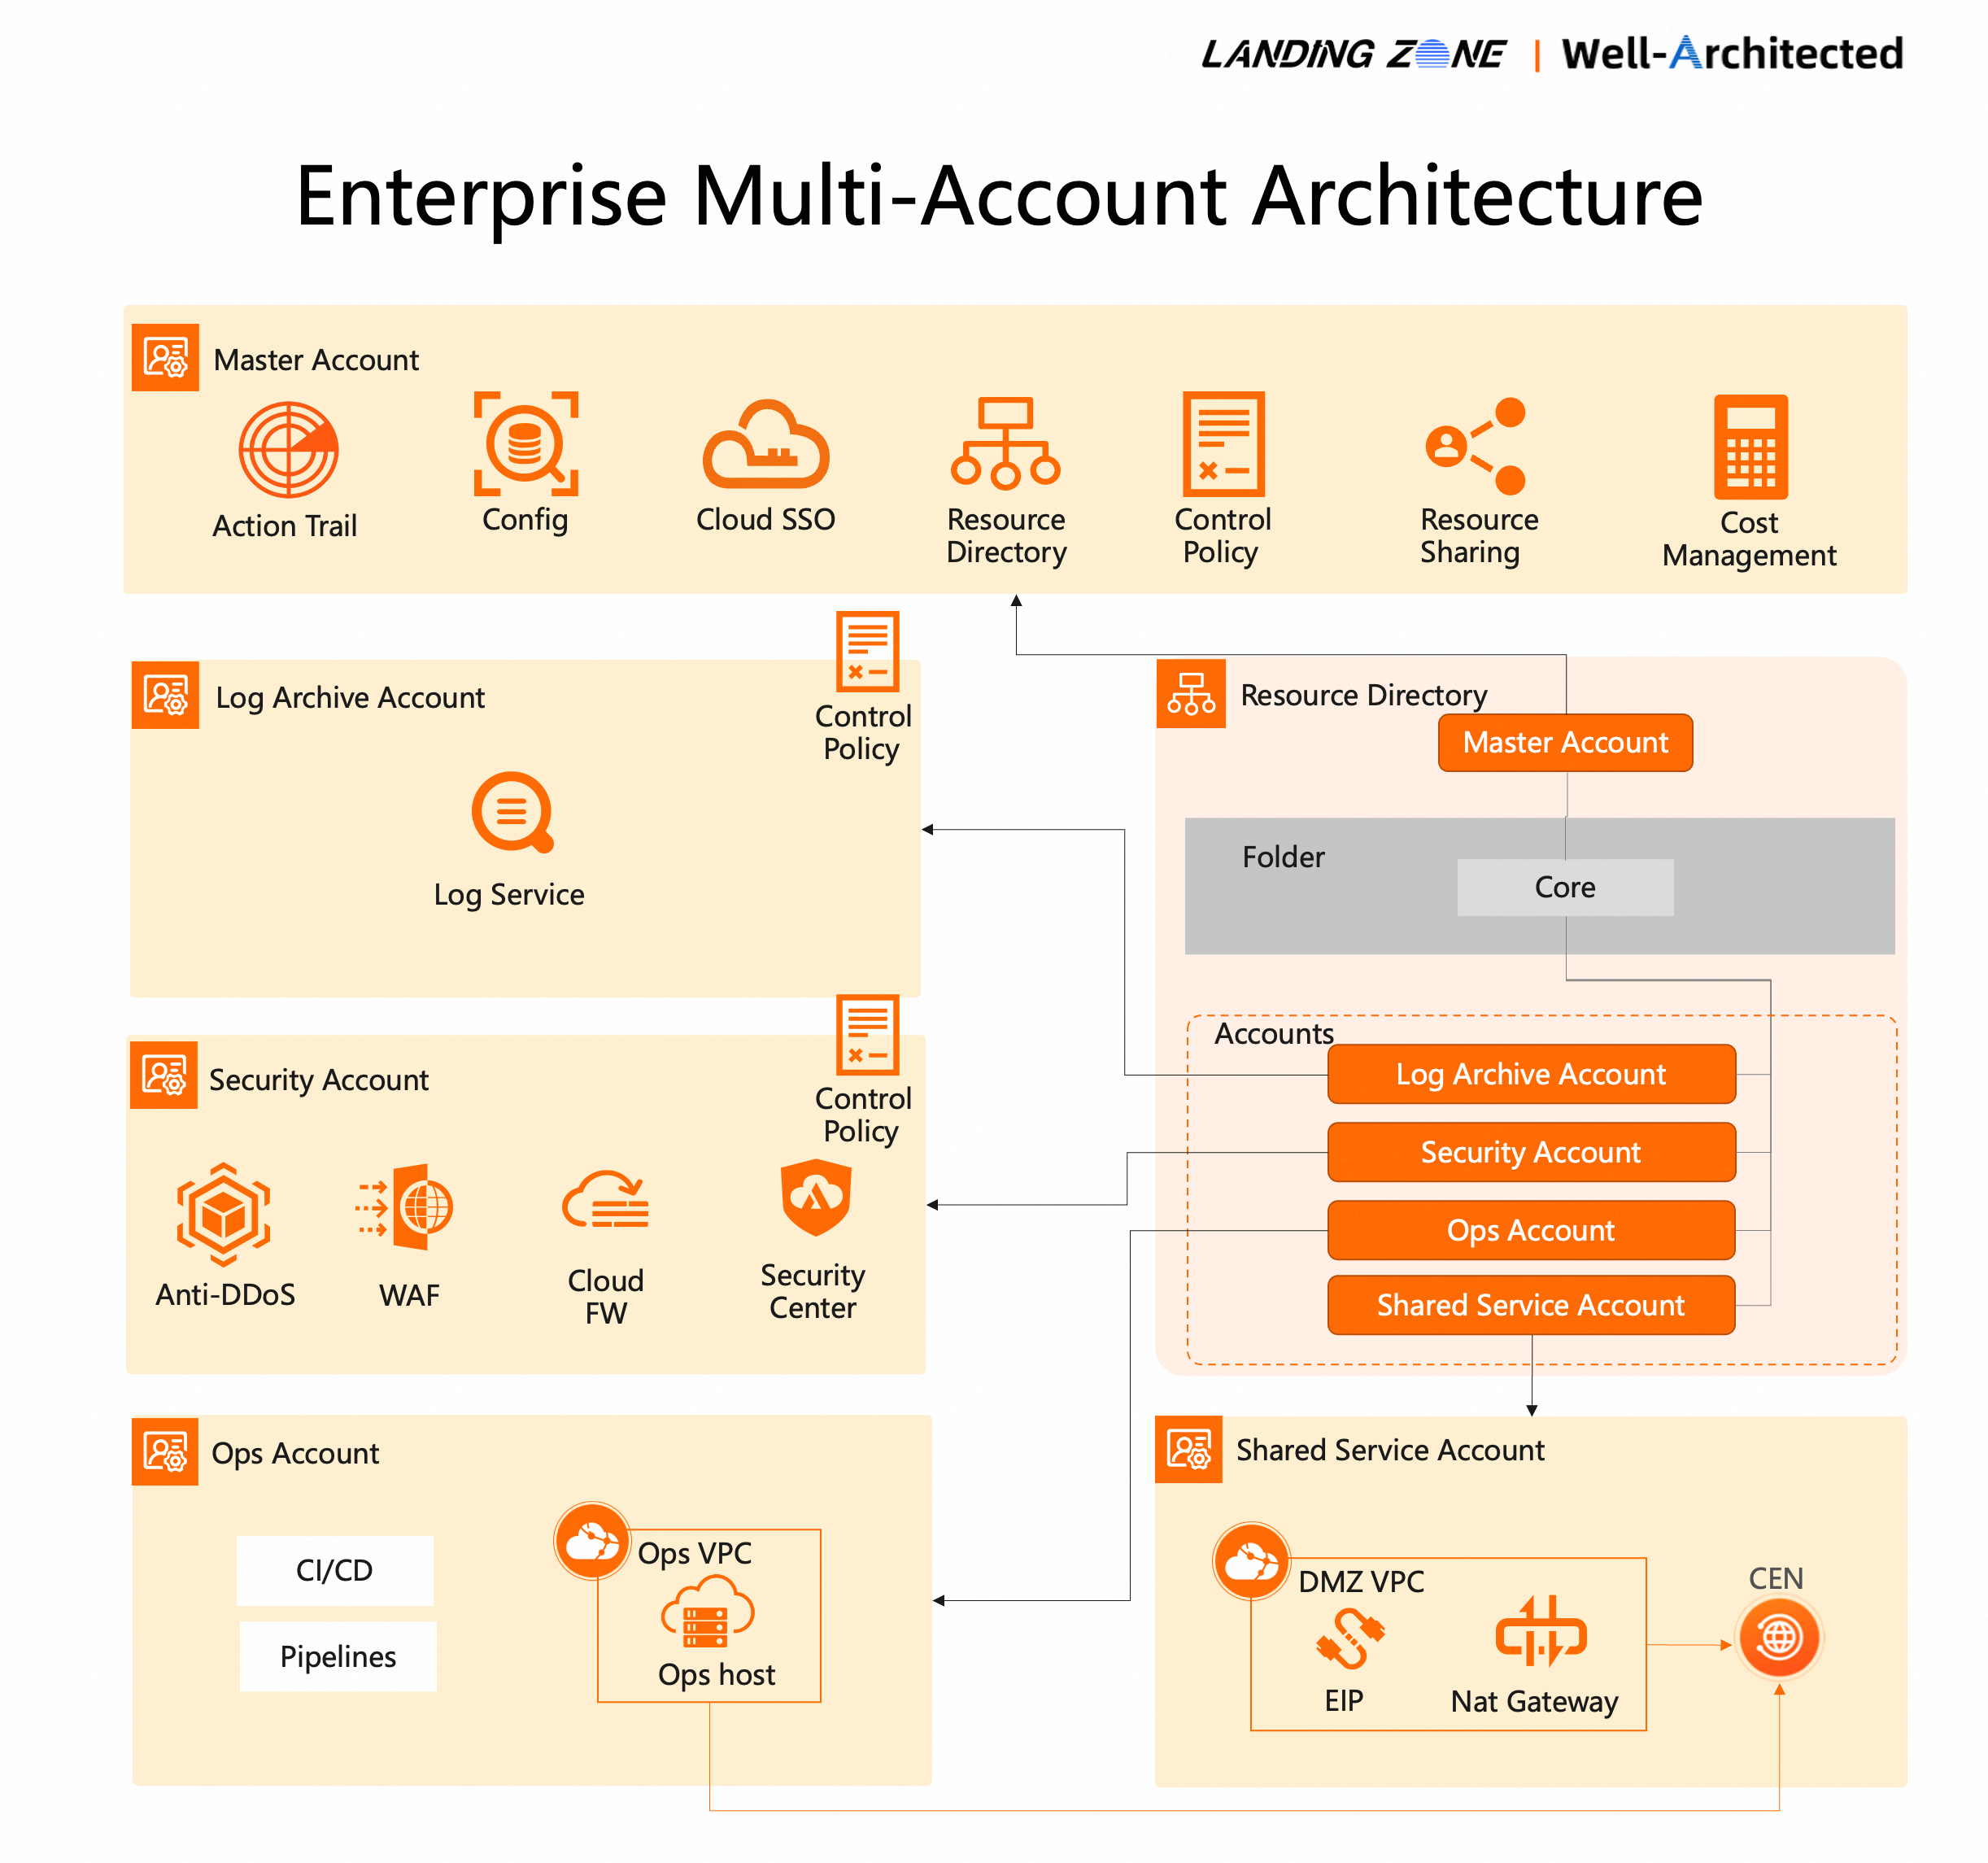 LANDING ZONE | Well-Architected
Enterprise Multi-Account Architecture
Master Account
Action Trail
Config
Cloud SSO
Resource
Directory
Control
Policy
Resource
Sharing
Cost
Management
Log Archive Account
Control
Policy
Log Service
Resource Directory
Master Account
Folder
Core
Accounts
Log Archive Account
Security Account
Ops Account
Shared Service Account
Security Account
Control
Policy
Anti-DDoS
WAF
Cloud
FW
Security
Center
Ops Account
CI/CD
Pipelines
Ops VPC
Ops host
Shared Service Account
DMZ VPC
EIP
Nat Gateway
CEN